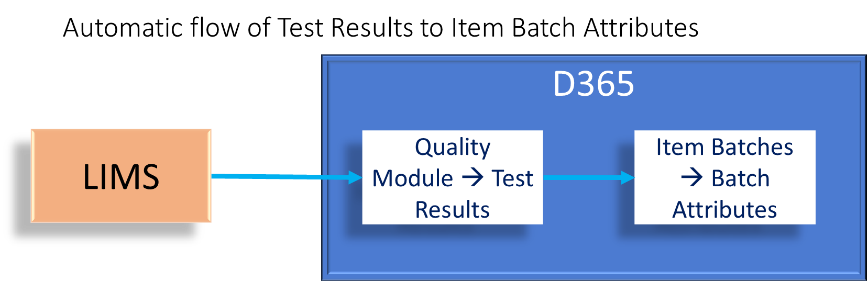 Automatic flow of Test Results to Item Batch Attributes
D365
LIMS
Quality
Module → Test
Results
Item Batches
→ Batch
Attributes